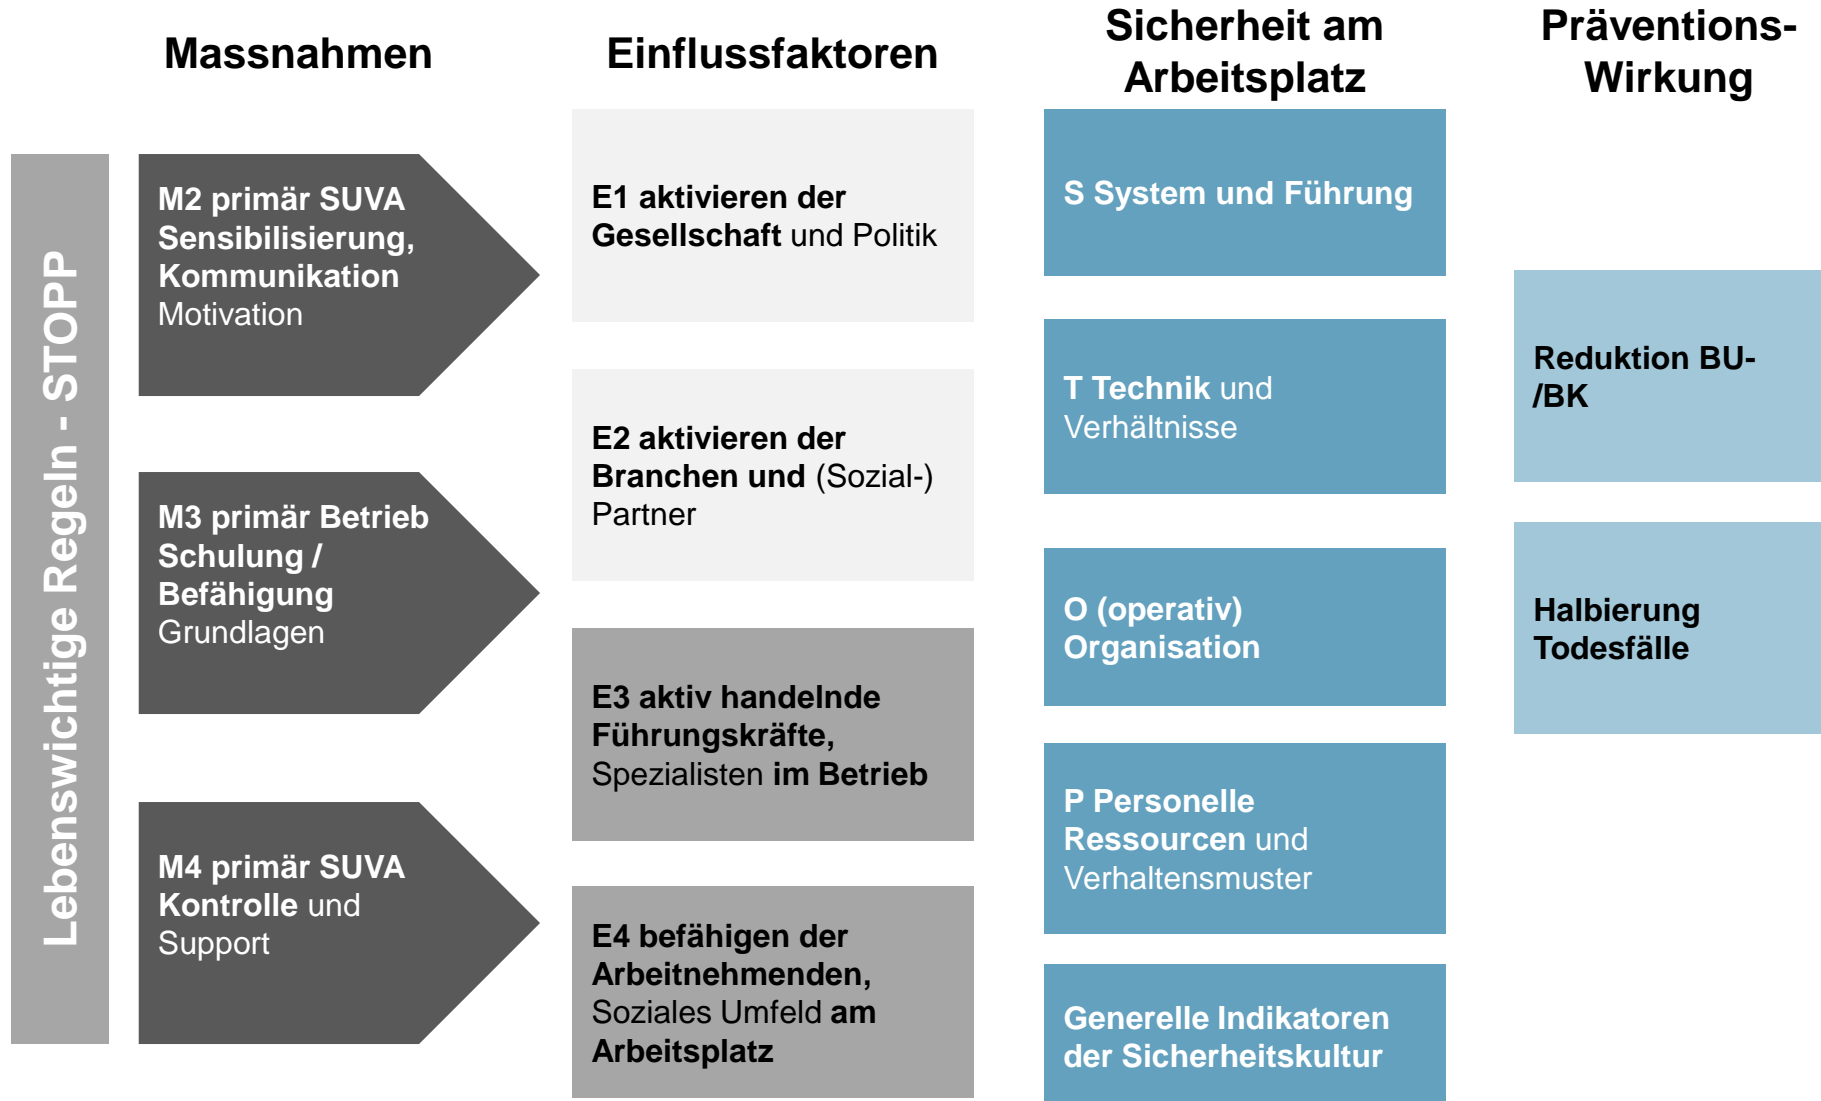 Massnahmen
Einflussfaktoren
Sicherheit am
Arbeitsplatz
Präventions-
Wirkung
Lebenswichtige Regeln - STOPP
M2 primär SUVA
Sensibilisierung,
Kommunikation
Motivation
M3 primär Betrieb
Schulung /
Befähigung
Grundlagen
M4 primär SUVA
Kontrolle und
Support
E1 aktivieren der
Gesellschaft und Politik
E2 aktivieren der
Branchen und (Sozial-)
Partner
E3 aktiv handelnde
Führungskräfte,
Spezialisten im Betrieb
E4 befähigen der
Arbeitnehmenden,
Soziales Umfeld am
Arbeitsplatz
S System und Führung
T Technik und
Verhältnisse
O (operativ)
Organisation
P Personelle
Ressourcen und
Verhaltensmuster
Generelle Indikatoren
der Sicherheitskultur
Reduktion BU-
/BK
Halbierung
Todesfälle